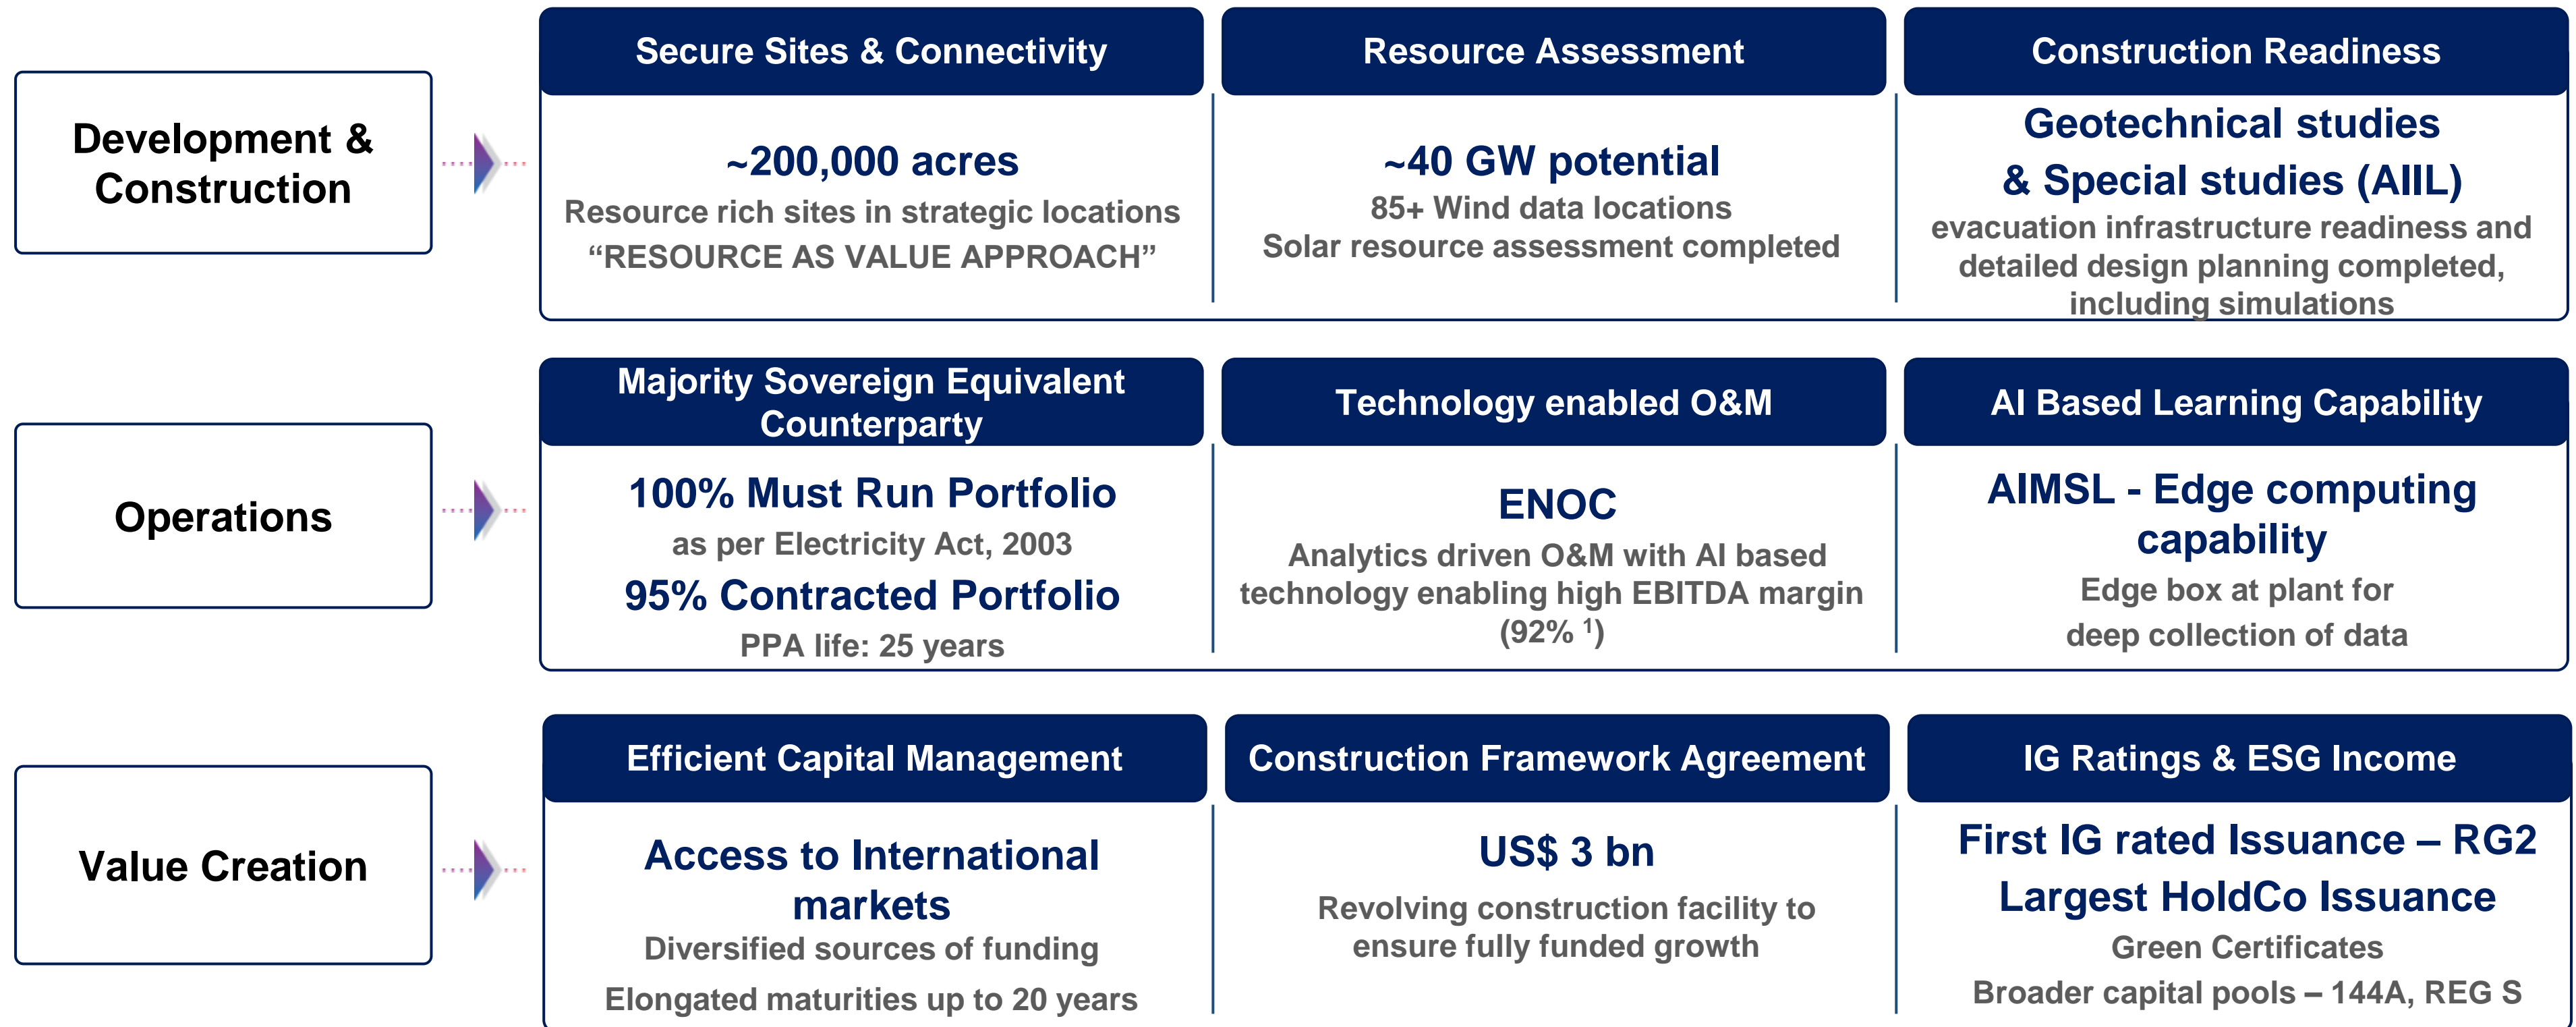 Development &
Construction
Secure Sites & Connectivity
~200,000 acres
Resource rich sites in strategic locations
“RESOURCE AS VALUE APPROACH”
Resource Assessment
~40 GW potential
85+ Wind data locations
Solar resource assessment completed
Construction Readiness
Geotechnical studies
& Special studies (AIIL)
evacuation infrastructure readiness and
detailed design planning completed,
including simulations
Operations
Majority Sovereign Equivalent
Counterparty
100% Must Run Portfolio
as per Electricity Act, 2003
95% Contracted Portfolio
PPA life: 25 years
Technology enabled O&M
ENOC
Analytics driven O&M with AI based
technology enabling high EBITDA margin
(92% ¹)
AI Based Learning Capability
AIMSL - Edge computing
capability
Edge box at plant for
deep collection of data
Value Creation
Efficient Capital Management
Access to International
markets
Diversified sources of funding
Elongated maturities up to 20 years
Construction Framework Agreement
US$ 3 bn
Revolving construction facility to
ensure fully funded growth
IG Ratings & ESG Income
First IG rated Issuance – RG2
Largest HoldCo Issuance
Green Certificates
Broader capital pools – 144A, REG S